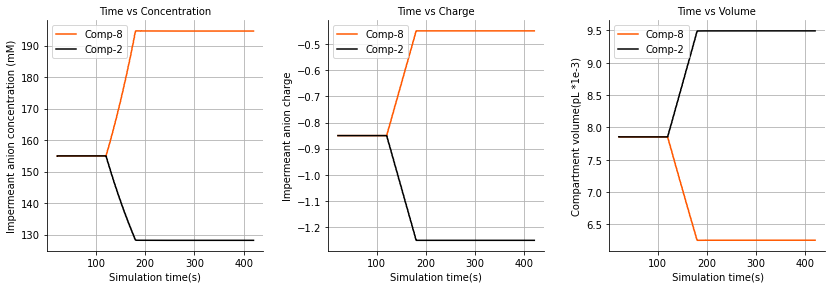 Time vs Concentration
Impermeant anion concentration (mM)
190
180
170
160
150
140
130
Comp-8
Comp-2
100
200
300
400
Simulation time(s)
Time vs Charge
Impermeant anion charge
−0.5
−0.6
−0.7
−0.8
−0.9
−1.0
−1.1
−1.2
Comp-8
Comp-2
100
200
300
400
Simulation time(s)
Time vs Volume
Compartment volume(pL *1e-3)
9.5
9.0
8.5
8.0
7.5
7.0
6.5
Comp-8
Comp-2
100
200
300
400
Simulation time(s)